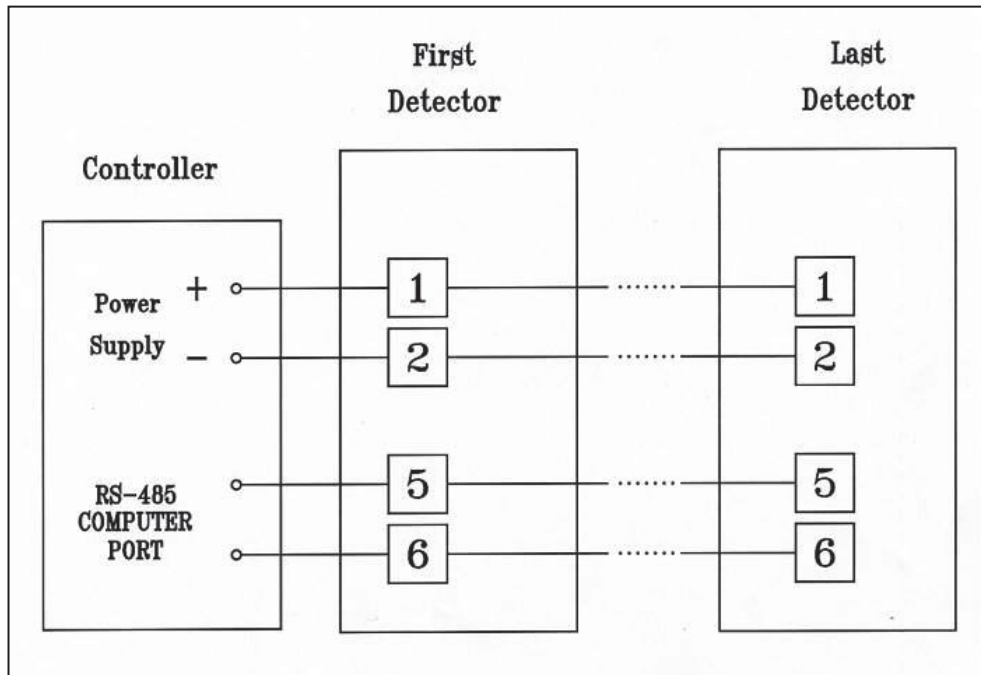 First
Detector
Last
Detector
Controller
Power
Supply
+
−
1
2
1
2
RS-485
COMPUTER
PORT
5
6
5
6